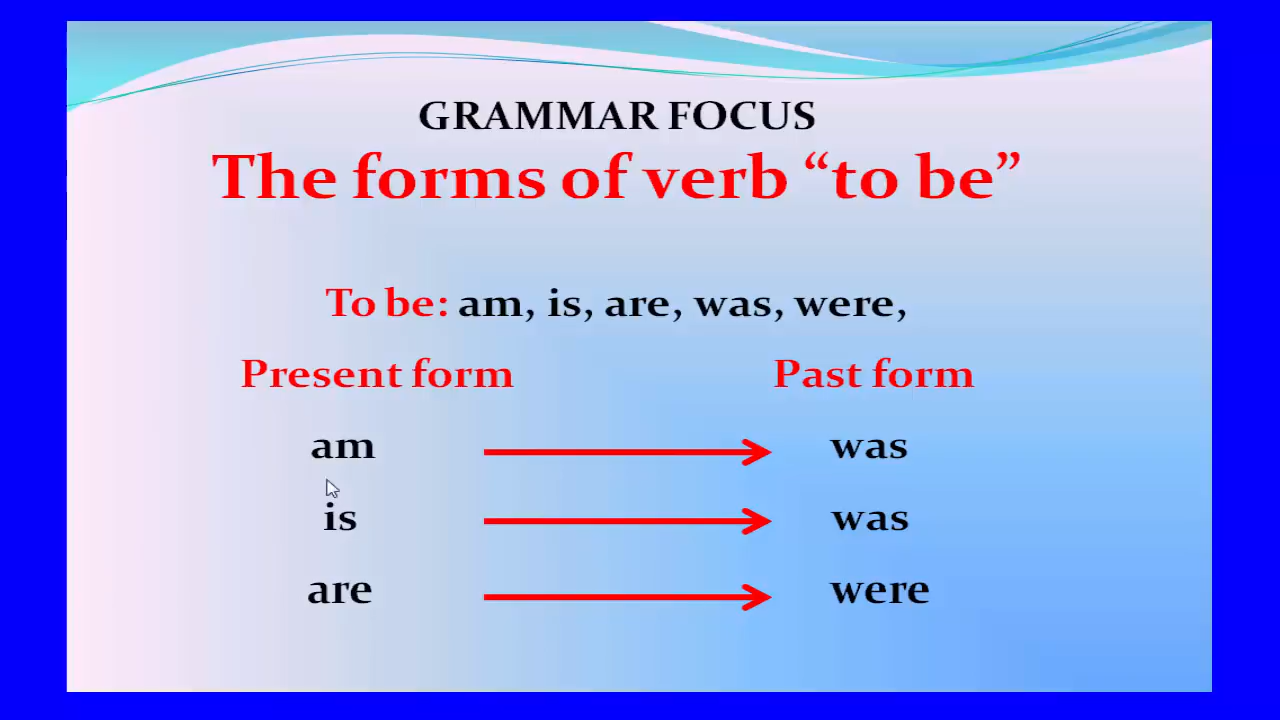 GRAMMAR FOCUS
The forms of verb “to be”
To be: am, is, are, was, were,
Present form Past form
am was
is was
are were